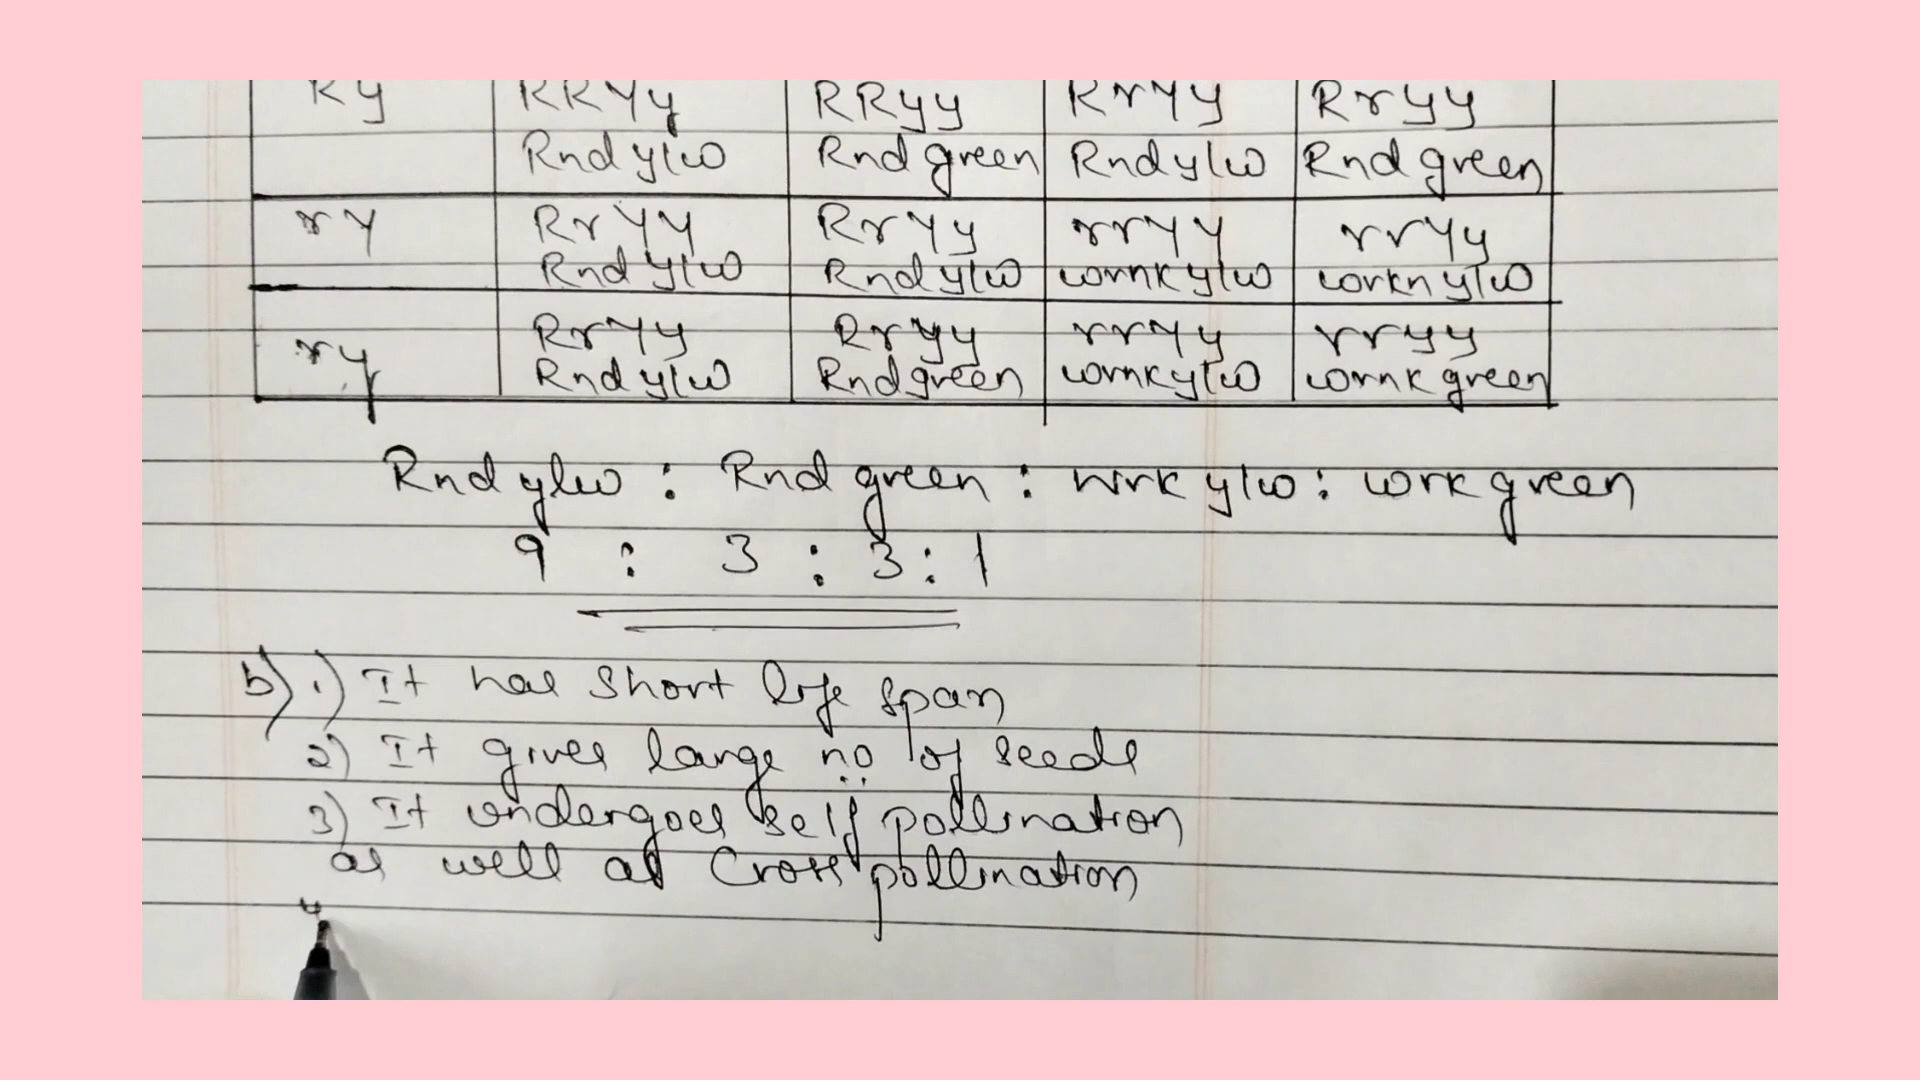 Ry RRYy RRyy RrYy Rryy
Rnd ylw Rnd green Rnd ylw Rnd green
rY RrYY RrYy rrYY rrYy
Rnd ylw Rnd ylw wrnk ylw wrkn ylw
ry RrYy Rryy rrYy rryy
Rnd ylw Rnd green wrnk ylw wrnk green
Rnd ylw : Rnd green : wrk ylw : wrk green
9 : 3 : 3 : 1
b) 1) It has short life span
2) It gives large no of seeds
3) It undergoes self pollination
as well as Cross pollination
4